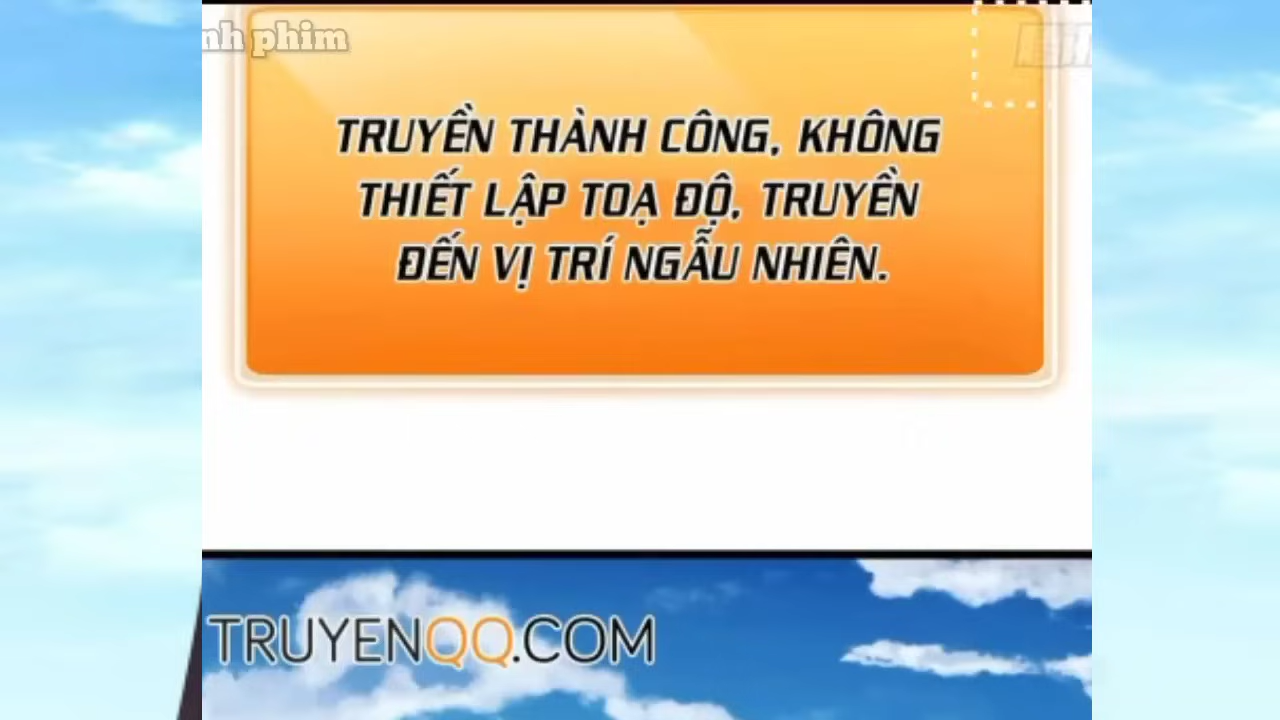 nh phim
TRUYỀN THÀNH CÔNG, KHÔNG
THIẾT LẬP TOẠ ĐỘ, TRUYỀN
ĐẾN VỊ TRÍ NGẪU NHIÊN.
TRUYENQQ.COM